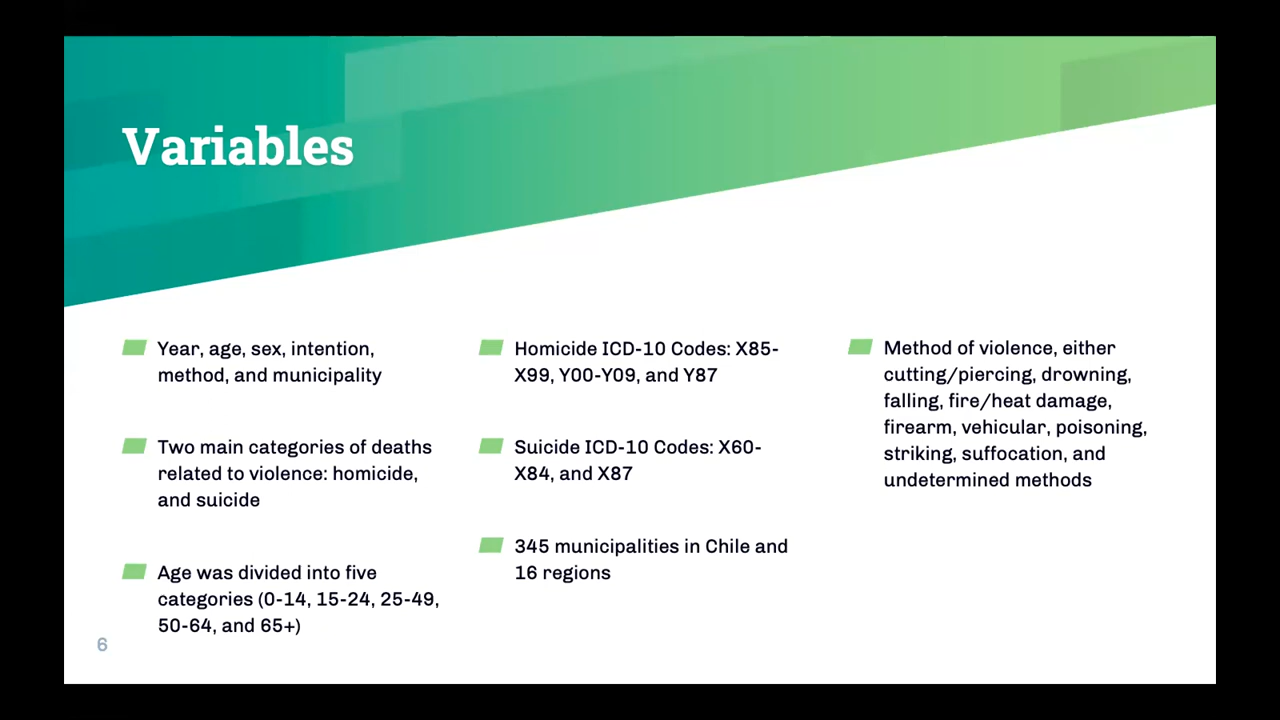 Variables
Year, age, sex, intention,
method, and municipality
Two main categories of deaths
related to violence: homicide,
and suicide
Age was divided into five
categories (0-14, 15-24, 25-49,
50-64, and 65+)
Homicide ICD-10 Codes: X85-
X99, Y00-Y09, and Y87
Suicide ICD-10 Codes: X60-
X84, and X87
345 municipalities in Chile and
16 regions
Method of violence, either
cutting/piercing, drowning,
falling, fire/heat damage,
firearm, vehicular, poisoning,
striking, suffocation, and
undetermined methods
6